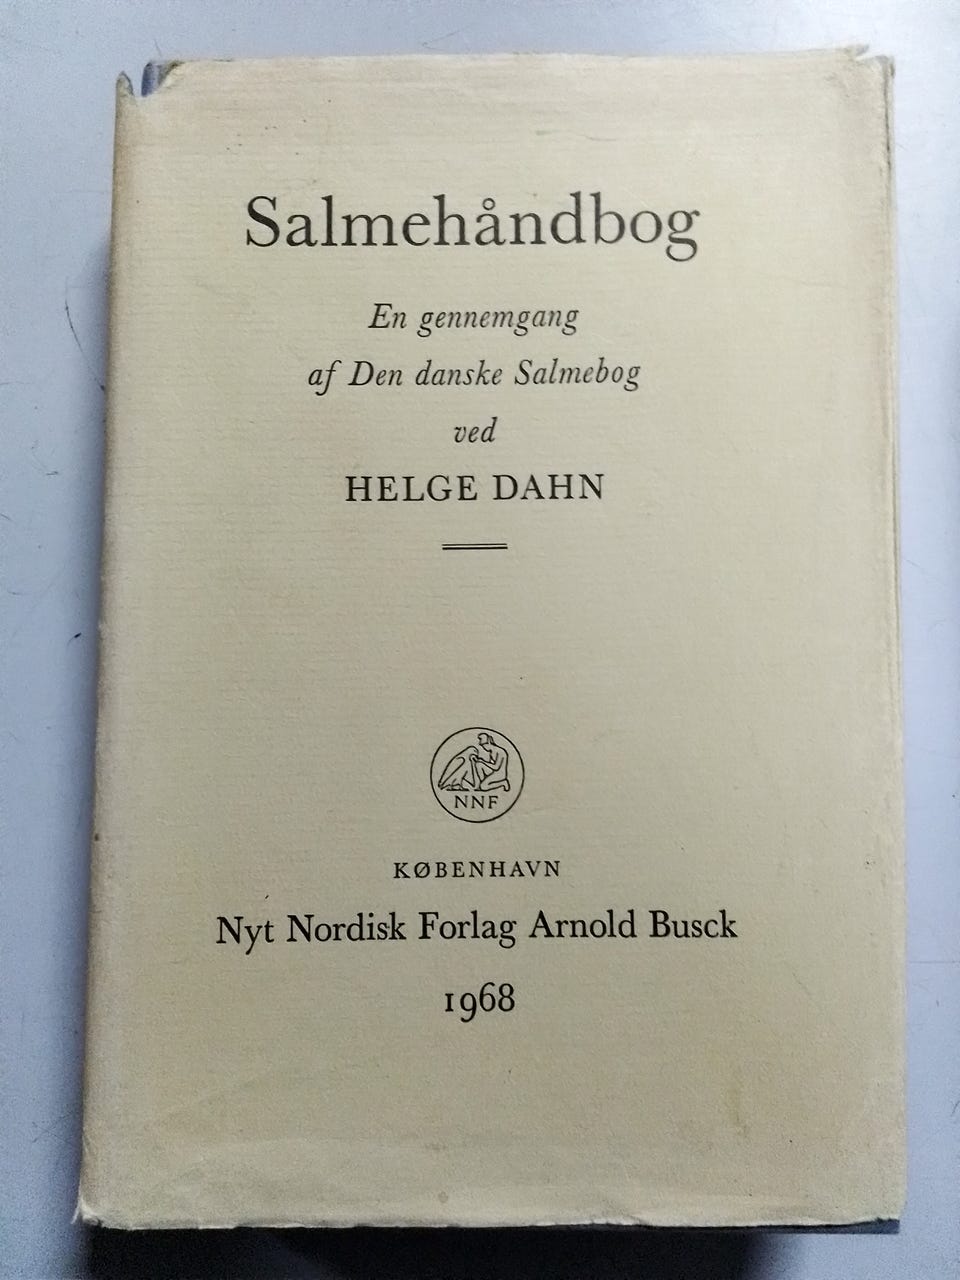 Salmehåndbog
En gennemgang
af Den danske Salmebog
ved
HELGE DAHN
NNF
KØBENHAVN
Nyt Nordisk Forlag Arnold Busck
1968